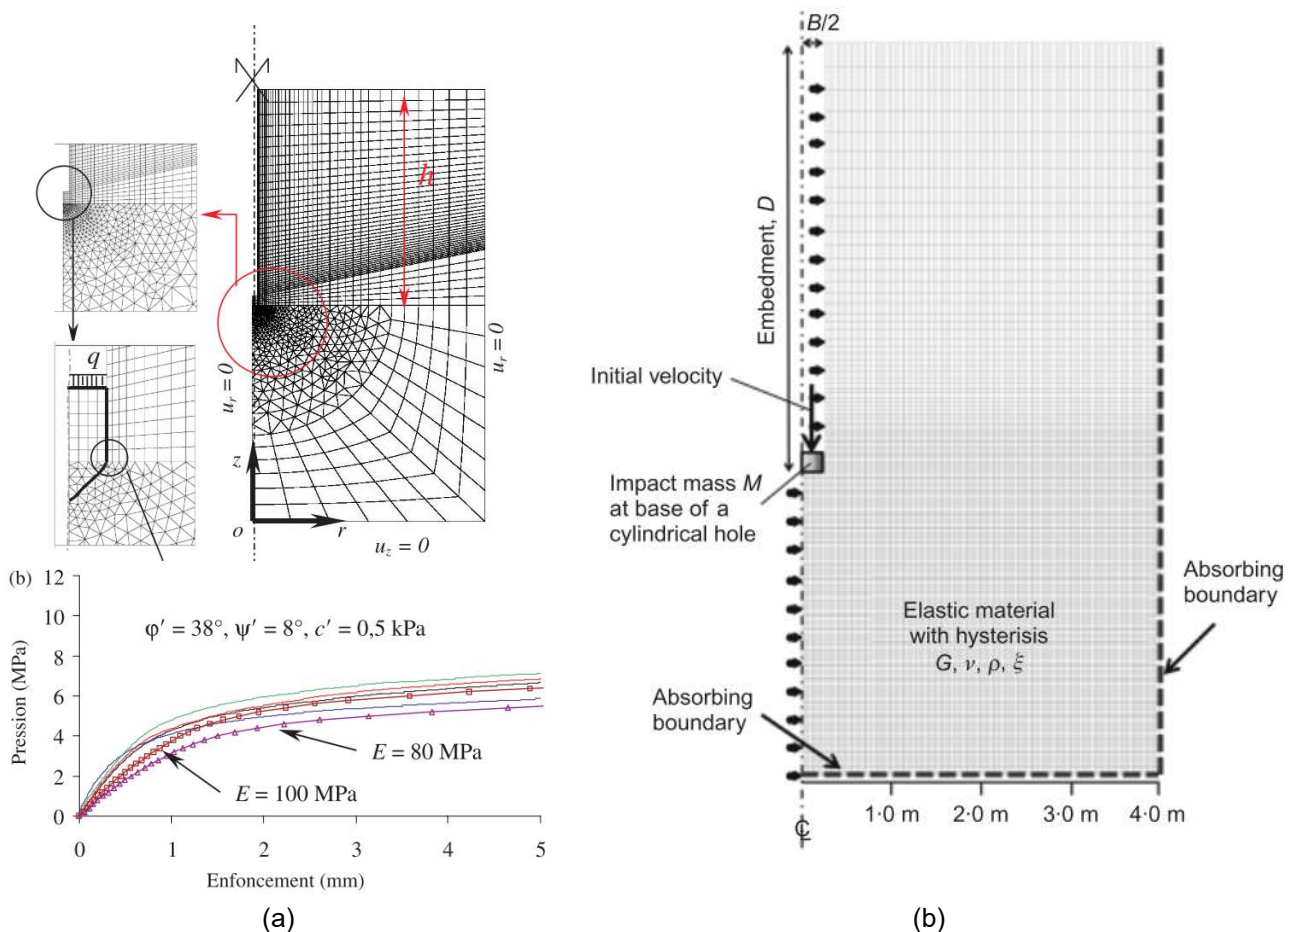 h
q
u_r = 0
u_r = 0
z
o
r
u_z = 0
(b)
Pression (MPa)
12
10
8
6
4
2
0
φ′ = 38°, ψ′ = 8°, c′ = 0,5 kPa
E = 80 MPa
E = 100 MPa
0
1
2
3
4
5
Enfoncement (mm)
(a)
B/2
Embedment, D
Initial velocity
Impact mass M
at base of a
cylindrical hole
Elastic material
with hysterisis
G, ν, ρ, ξ
Absorbing
boundary
Absorbing
boundary
℄
1·0 m
2·0 m
3·0 m
4·0 m
(b)